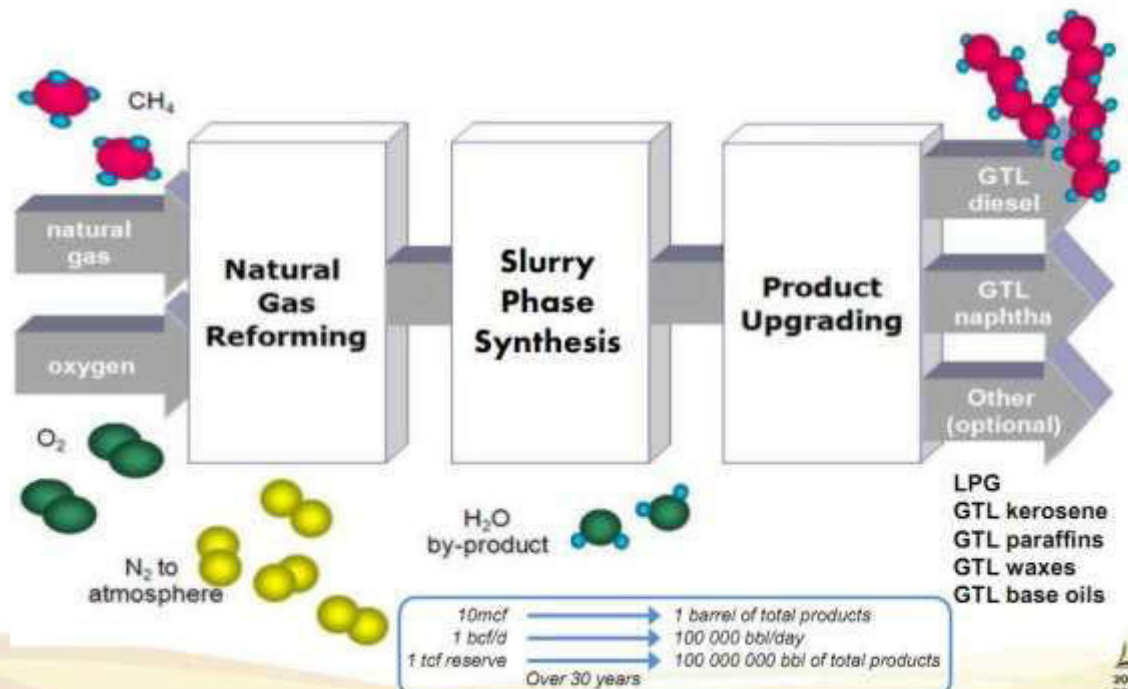 CH₄
natural
gas
oxygen
O₂
N₂ to
atmosphere
Natural
Gas
Reforming
Slurry
Phase
Synthesis
H₂O
by-product
Product
Upgrading
GTL
diesel
GTL
naphtha
Other
(optional)
LPG
GTL kerosene
GTL paraffins
GTL waxes
GTL base oils
10mcf 1 barrel of total products
1 bcf/d 100 000 bbl/day
1 tcf reserve 100 000 000 bbl of total products
Over 30 years